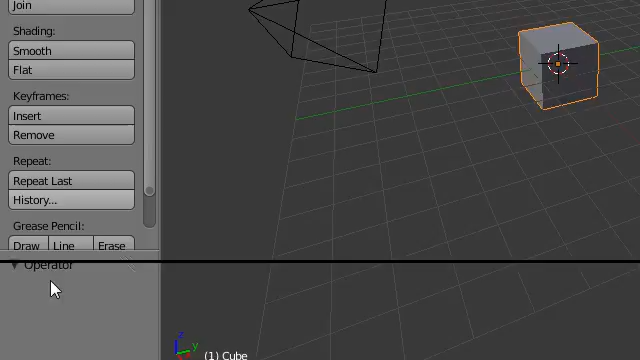 Join
Shading:
Smooth
Flat
Keyframes:
Insert
Remove
Repeat:
Repeat Last
History...
Grease Pencil:
Draw Line Erase
Operator
z
y
(1) Cube